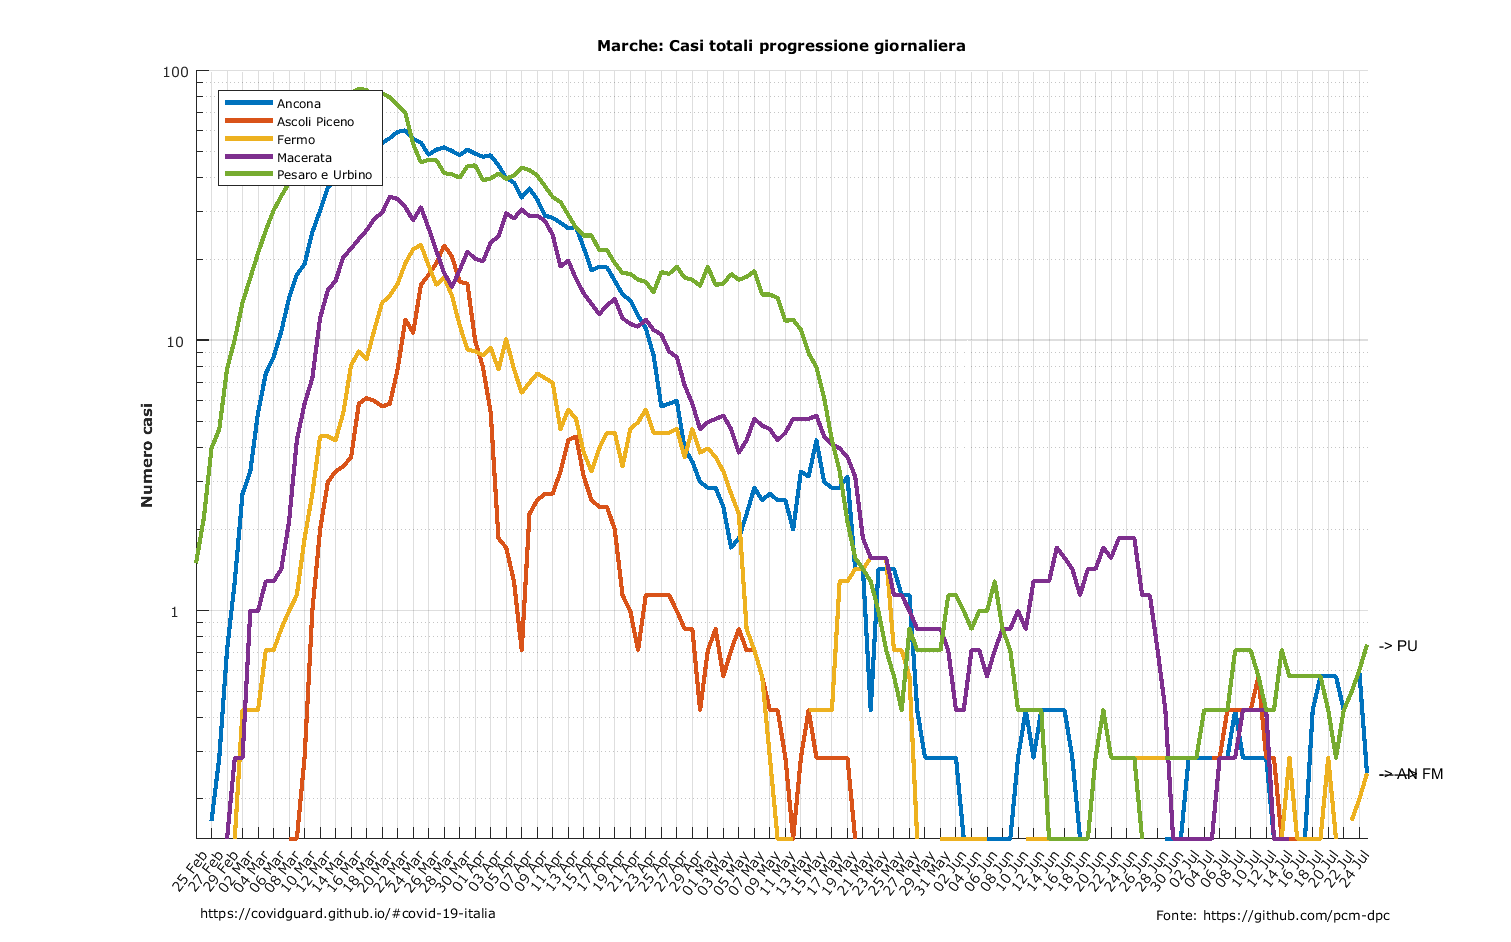 Marche: Casi totali progressione giornaliera
100
10
1
Numero casi
Ancona
Ascoli Piceno
Fermo
Macerata
Pesaro e Urbino
-> PU
-> AN FM
25 Feb
27 Feb
29 Feb
02 Mar
04 Mar
06 Mar
08 Mar
10 Mar
12 Mar
14 Mar
16 Mar
18 Mar
20 Mar
22 Mar
24 Mar
26 Mar
28 Mar
30 Mar
01 Apr
03 Apr
05 Apr
07 Apr
09 Apr
11 Apr
13 Apr
15 Apr
17 Apr
19 Apr
21 Apr
23 Apr
25 Apr
27 Apr
29 Apr
01 May
03 May
05 May
07 May
09 May
11 May
13 May
15 May
17 May
19 May
21 May
23 May
25 May
27 May
29 May
31 May
02 Jun
04 Jun
06 Jun
08 Jun
10 Jun
12 Jun
14 Jun
16 Jun
18 Jun
20 Jun
22 Jun
24 Jun
26 Jun
28 Jun
30 Jun
02 Jul
04 Jul
06 Jul
08 Jul
10 Jul
12 Jul
14 Jul
16 Jul
18 Jul
20 Jul
22 Jul
24 Jul
https://covidguard.github.io/#covid-19-italia
Fonte: https://github.com/pcm-dpc